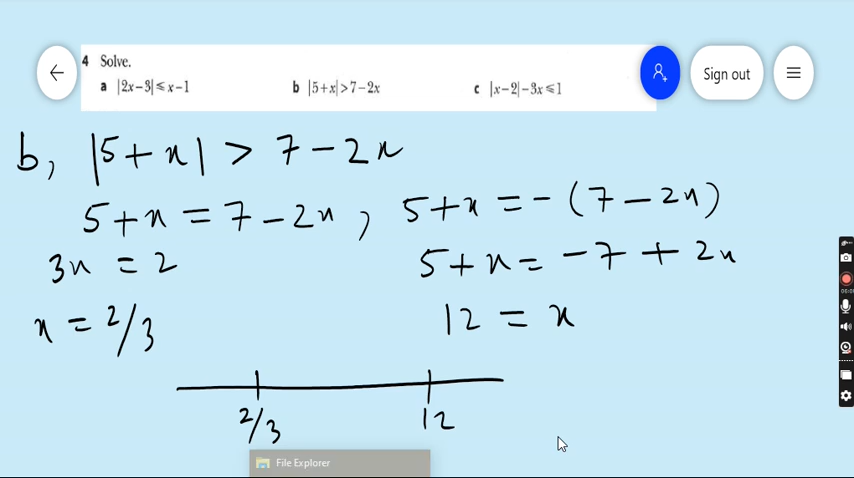 4 Solve.
a |2x−3|⩽x−1 b |5+x|>7−2x c |x−2|−3x⩽1
Sign out
b, |5+x| > 7−2x
5+x = 7−2x, 5+x = −(7−2x)
3x = 2 5+x = −7+2x
x = 2/3 12 = x
2/3 12
File Explorer